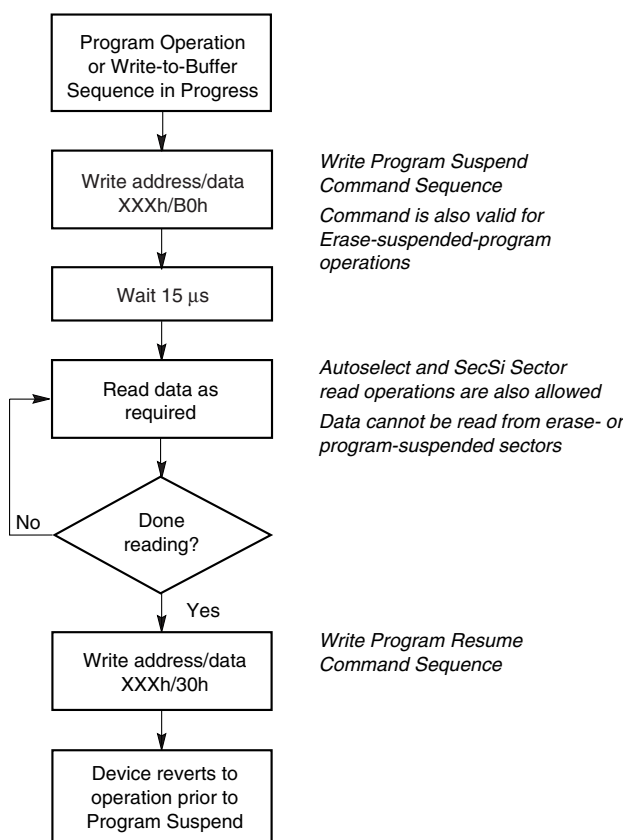 Program Operation
or Write-to-Buffer
Sequence in Progress
Write address/data
XXXh/B0h
Write Program Suspend
Command Sequence
Command is also valid for
Erase-suspended-program
operations
Wait 15 μs
Read data as
required
Autoselect and SecSi Sector
read operations are also allowed
Data cannot be read from erase- or
program-suspended sectors
No
Done
reading?
Yes
Write address/data
XXXh/30h
Write Program Resume
Command Sequence
Device reverts to
operation prior to
Program Suspend